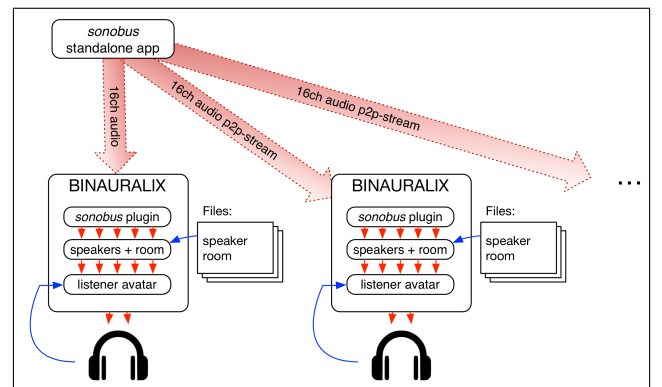 sonobus
standalone app
16ch audio
16ch audio p2p-stream
16ch audio p2p-stream
...
BINAURALIX
sonobus plugin
speakers + room
listener avatar
Files:
speaker
room
BINAURALIX
sonobus plugin
speakers + room
listener avatar
Files:
speaker
room